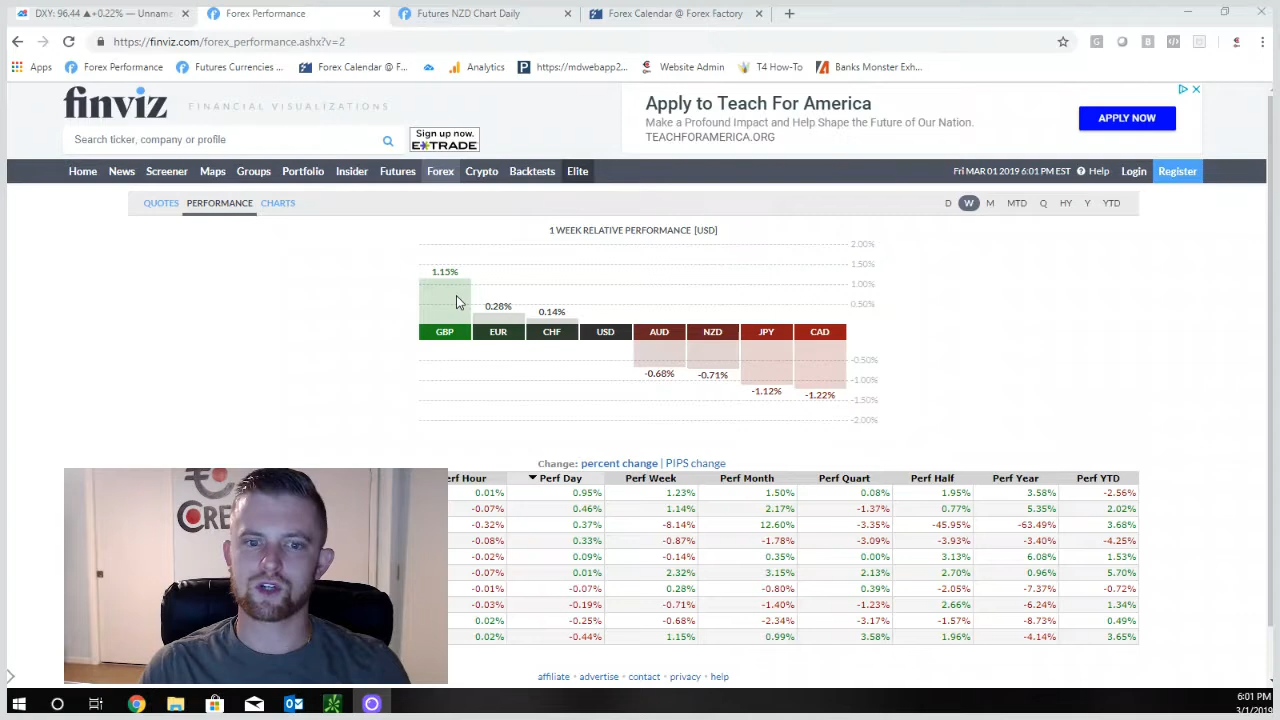 DXY: 96.44 ▲+0.22% — Unname
Forex Performance
Futures NZD Chart Daily
Forex Calendar @ Forex Factory
https://finviz.com/forex_performance.ashx?v=2
Apps
Forex Performance
Futures Currencies ...
Forex Calendar @ F...
Analytics
https://mdwebapp2...
Website Admin
T4 How-To
Banks Monster Exh...
finviz
FINANCIAL VISUALIZATIONS
Apply to Teach For America
Make a Profound Impact and Help Shape the Future of Our Nation.
TEACHFORAMERICA.ORG
APPLY NOW
Search ticker, company or profile
Sign up now.
E*TRADE
Home News Screener Maps Groups Portfolio Insider Futures Forex Crypto Backtests Elite
Fri MAR 01 2019 6:01 PM EST Help Login Register
QUOTES PERFORMANCE CHARTS
D W M MTD Q HY Y YTD
1 WEEK RELATIVE PERFORMANCE [USD]
2.00%
1.50%
1.15%
1.00%
0.50%
0.28%
0.14%
GBP EUR CHF USD AUD NZD JPY CAD
-0.50%
-0.68%
-0.71%
-1.00%
-1.12%
-1.22%
-1.50%
-2.00%
Change: percent change | PIPS change
erf Hour Perf Day Perf Week Perf Month Perf Quart Perf Half Perf Year Perf YTD
0.01% 0.95% 1.23% 1.50% 0.08% 1.95% 3.58% -2.56%
-0.07% 0.46% 1.14% 2.17% -1.37% 0.77% 5.35% 2.02%
-0.32% 0.37% -8.14% 12.60% -3.35% -45.95% -63.49% 3.68%
-0.08% 0.33% -0.87% -1.78% -3.09% -3.93% -3.40% -4.25%
-0.02% 0.09% -0.14% 0.35% 0.00% 3.13% 6.08% 1.53%
-0.07% 0.01% 2.32% 3.15% 2.13% 2.70% 0.96% 5.70%
-0.01% -0.07% 0.28% -0.80% 0.39% -2.05% -7.37% -0.72%
-0.03% -0.19% -0.71% -1.40% -1.23% 2.66% -6.24% 1.34%
0.02% -0.25% -0.68% -2.34% -3.17% -1.57% -8.73% 0.49%
0.02% -0.44% 1.15% 0.99% 3.58% 1.96% -4.14% 3.65%
CRE
affiliate · advertise · contact · privacy · help
6:01 PM
3/1/2019